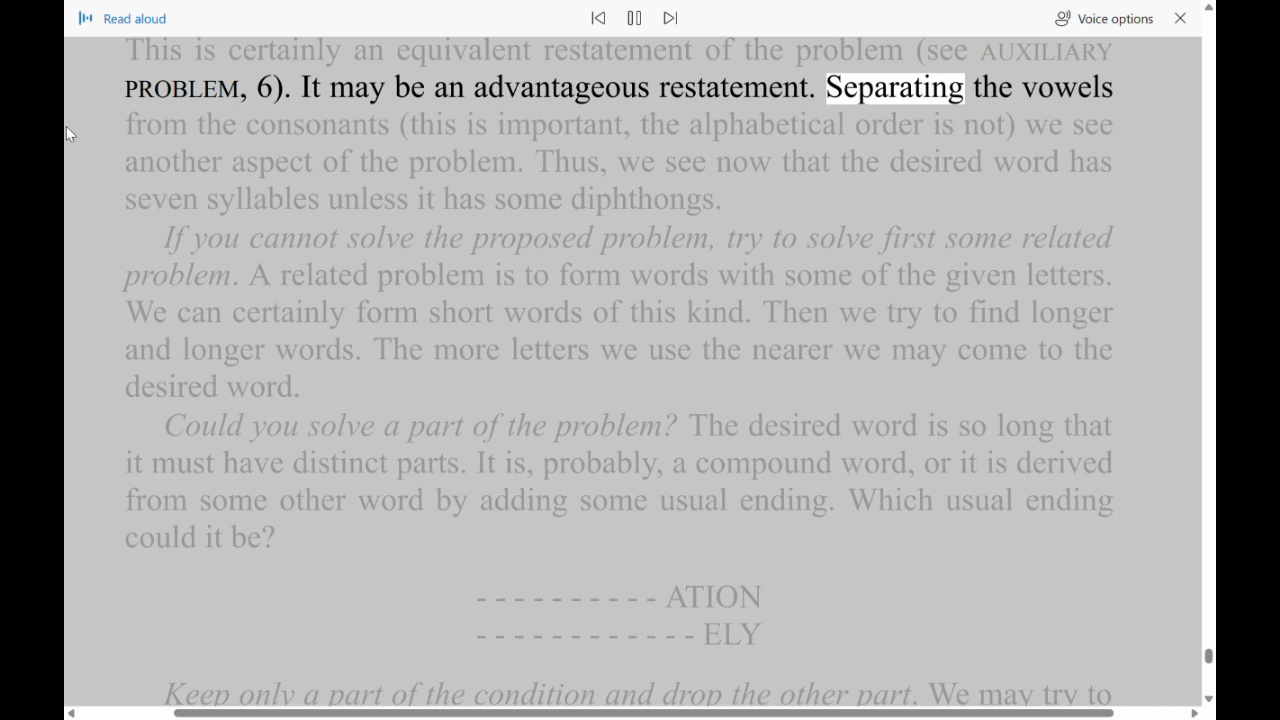 Read aloud
Voice options
This is certainly an equivalent restatement of the problem (see AUXILIARY
PROBLEM, 6). It may be an advantageous restatement. Separating the vowels
from the consonants (this is important, the alphabetical order is not) we see
another aspect of the problem. Thus, we see now that the desired word has
seven syllables unless it has some diphthongs.
If you cannot solve the proposed problem, try to solve first some related
problem. A related problem is to form words with some of the given letters.
We can certainly form short words of this kind. Then we try to find longer
and longer words. The more letters we use the nearer we may come to the
desired word.
Could you solve a part of the problem? The desired word is so long that
it must have distinct parts. It is, probably, a compound word, or it is derived
from some other word by adding some usual ending. Which usual ending
could it be?
- - - - - - - - - - ATION
- - - - - - - - - - - - ELY
Keep only a part of the condition and drop the other part. We may try to